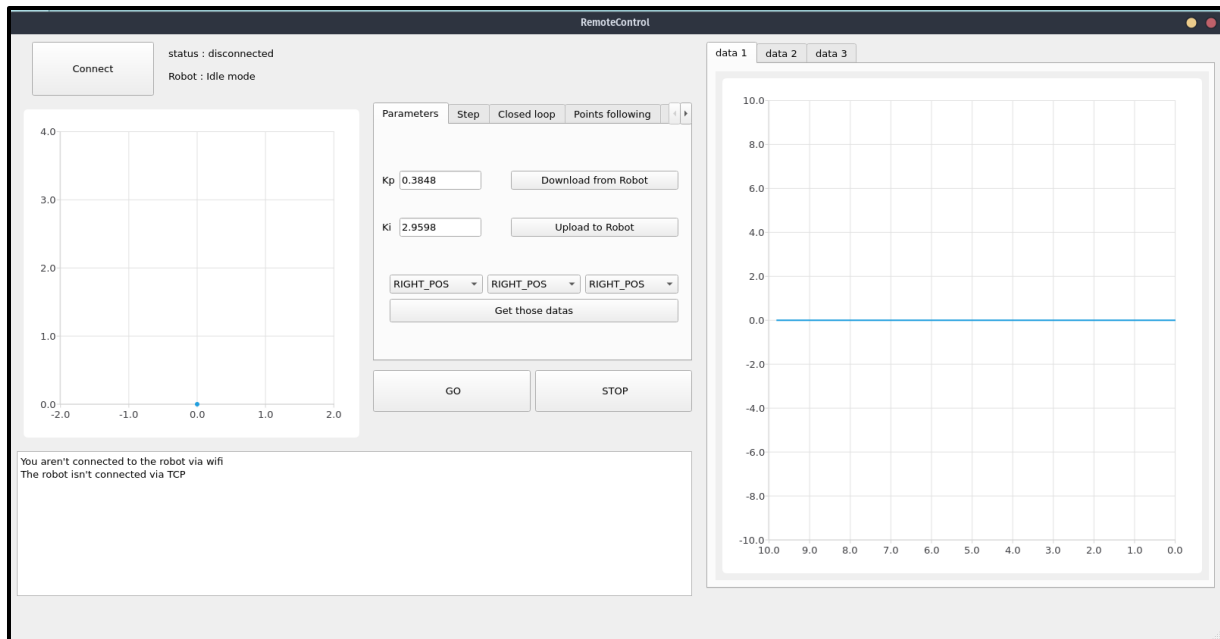 RemoteControl
Connect
status : disconnected
Robot : Idle mode
4.0
3.0
2.0
1.0
0.0
-2.0 -1.0 0.0 1.0 2.0
Parameters Step Closed loop Points following
Kp 0.3848 Download from Robot
Ki 2.9598 Upload to Robot
RIGHT_POS RIGHT_POS RIGHT_POS
Get those datas
GO STOP
You aren't connected to the robot via wifi
The robot isn't connected via TCP
data 1 data 2 data 3
10.0
8.0
6.0
4.0
2.0
0.0
-2.0
-4.0
-6.0
-8.0
-10.0
10.0 9.0 8.0 7.0 6.0 5.0 4.0 3.0 2.0 1.0 0.0